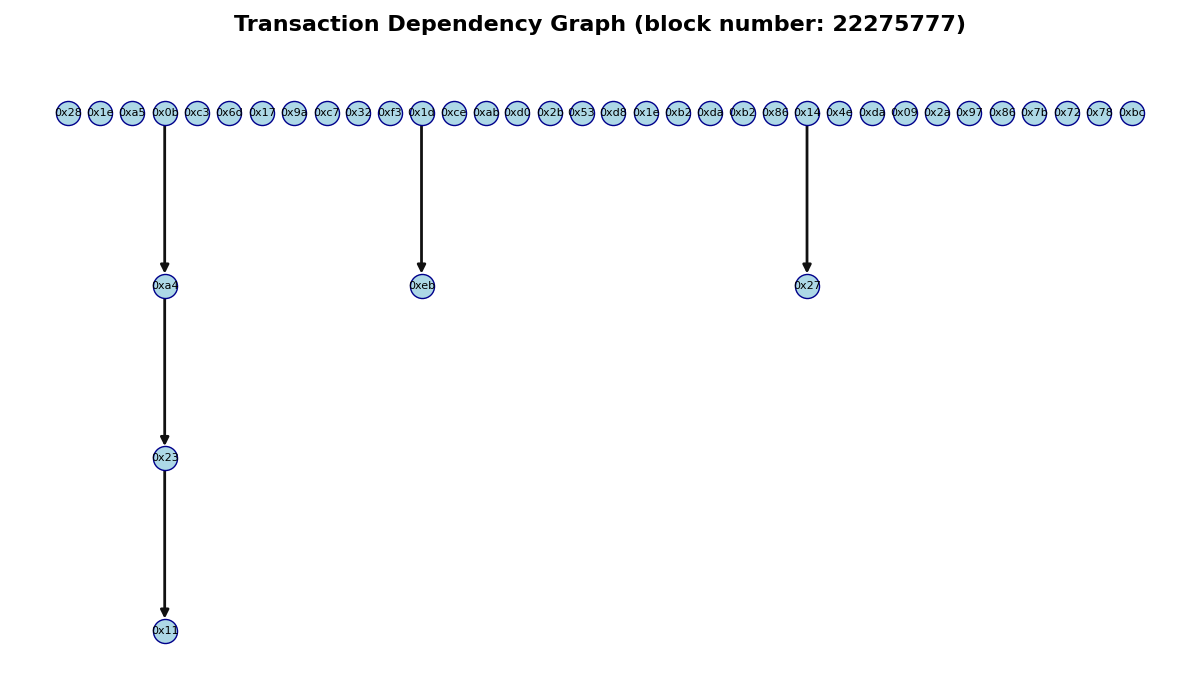 Transaction Dependency Graph (block number: 22275777)
0x28 0x1e 0xa5 0x0b 0xc3 0x6c 0x17 0x9a 0xc7 0x32 0xf3 0x1c 0xce 0xab 0xd0 0x2b 0x53 0xd8 0x1e 0xb2 0xda 0xb2 0x86 0x14 0x4e 0xda 0x09 0x2a 0x97 0x86 0x7b 0x72 0x78 0xbc
0xa4 0xeb 0x27
0x23
0x11